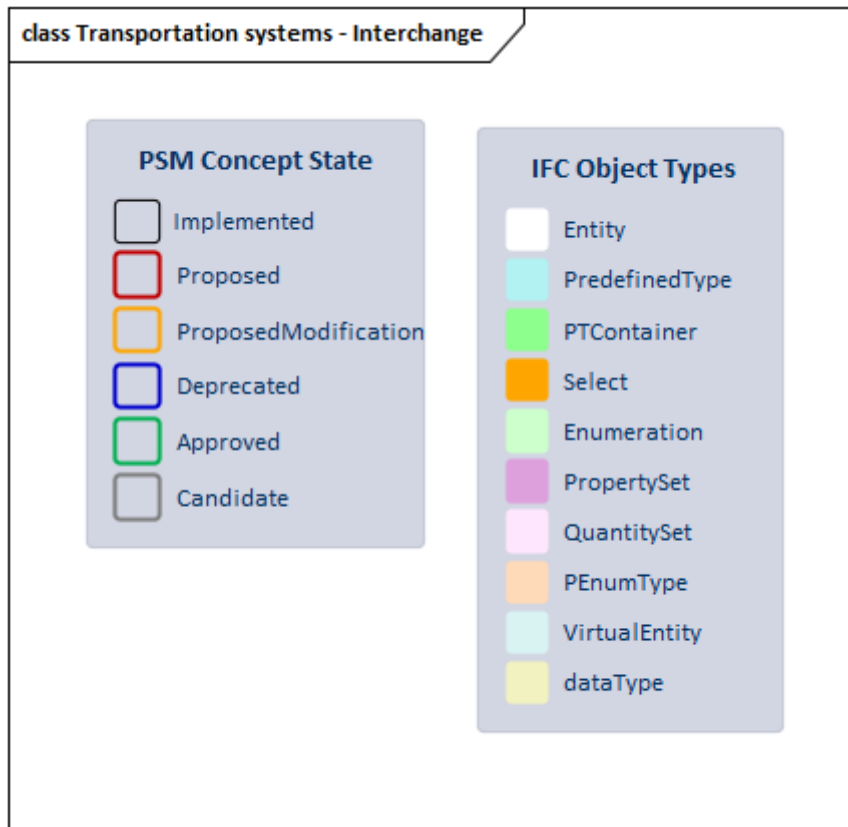 class Transportation systems - Interchange
PSM Concept State
Implemented
Proposed
ProposedModification
Deprecated
Approved
Candidate
IFC Object Types
Entity
PredefinedType
PTContainer
Select
Enumeration
PropertySet
QuantitySet
PEnumType
VirtualEntity
dataType